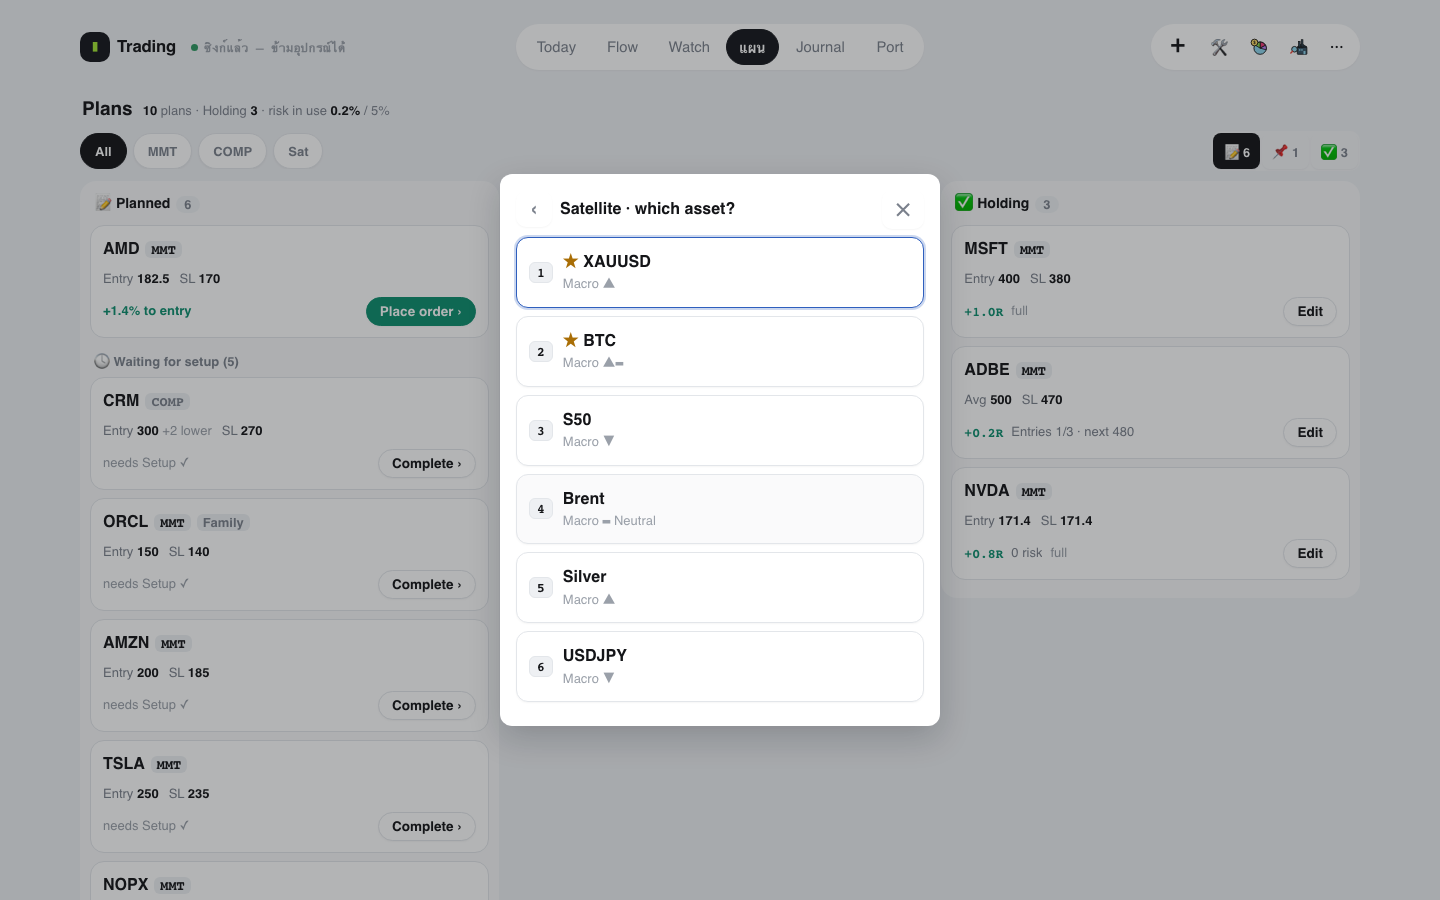 Trading
ซิงก์แล้ว — ข้ามอุปกรณ์ได้
Today
Flow
Watch
แผน
Journal
Port
Plans 10 plans · Holding 3 · risk in use 0.2% / 5%
All
MMT
COMP
Sat
6
1
3
Planned 6
AMD MMT
Entry 182.5 SL 170
+1.4% to entry
Place order ›
Waiting for setup (5)
CRM COMP
Entry 300 +2 lower SL 270
needs Setup ✓
Complete ›
ORCL MMT Family
Entry 150 SL 140
needs Setup ✓
Complete ›
AMZN MMT
Entry 200 SL 185
needs Setup ✓
Complete ›
TSLA MMT
Entry 250 SL 235
needs Setup ✓
Complete ›
NOPX MMT
‹ Satellite · which asset? ✕
1 ★ XAUUSD
Macro ▲
2 ★ BTC
Macro ▲▬
3 S50
Macro ▼
4 Brent
Macro ▬ Neutral
5 Silver
Macro ▲
6 USDJPY
Macro ▼
Holding 3
MSFT MMT
Entry 400 SL 380
+1.0R full
Edit
ADBE MMT
Avg 500 SL 470
+0.2R Entries 1/3 · next 480
Edit
NVDA MMT
Entry 171.4 SL 171.4
+0.8R 0 risk full
Edit